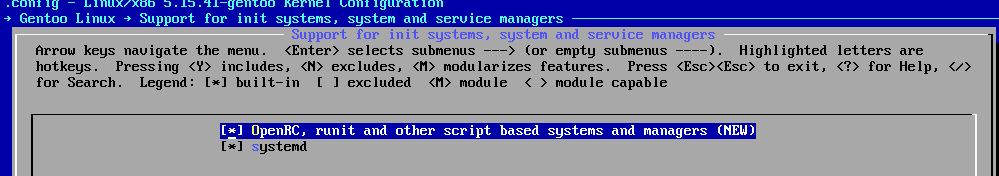 .config - Linux/x86 5.15.41-gentoo Kernel Configuration
→ Gentoo Linux → Support for init systems, system and service managers
Support for init systems, system and service managers
Arrow keys navigate the menu. <Enter> selects submenus ---> (or empty submenus ----). Highlighted letters are
hotkeys. Pressing <Y> includes, <N> excludes, <M> modularizes features. Press <Esc><Esc> to exit, <?> for Help, </>
for Search. Legend: [*] built-in [ ] excluded <M> module < > module capable
[*] OpenRC, runit and other script based systems and managers (NEW)
[*] systemd